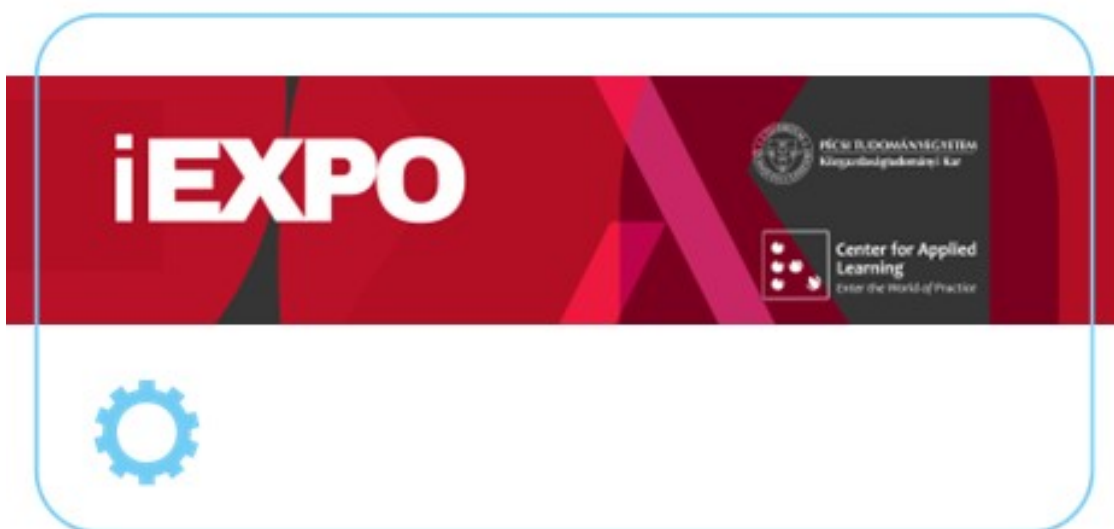 iEXPO
PÉCSI TUDOMÁNYEGYETEM
Közgazdaságtudományi Kar
Center for Applied
Learning
Enter the World of Practice